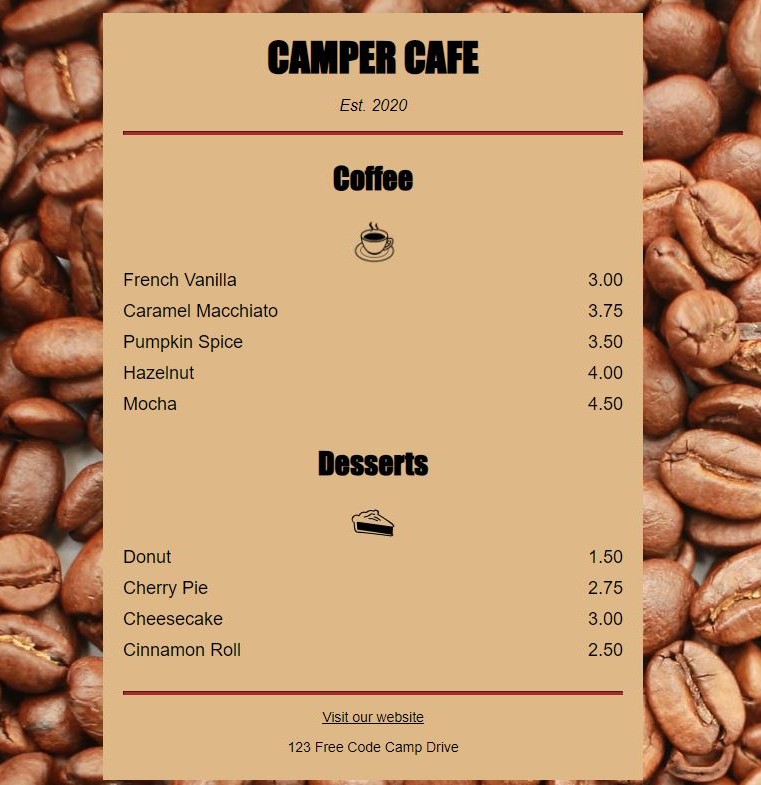 CAMPER CAFE
Est. 2020
Coffee
French Vanilla 3.00
Caramel Macchiato 3.75
Pumpkin Spice 3.50
Hazelnut 4.00
Mocha 4.50
Desserts
Donut 1.50
Cherry Pie 2.75
Cheesecake 3.00
Cinnamon Roll 2.50
Visit our website
123 Free Code Camp Drive